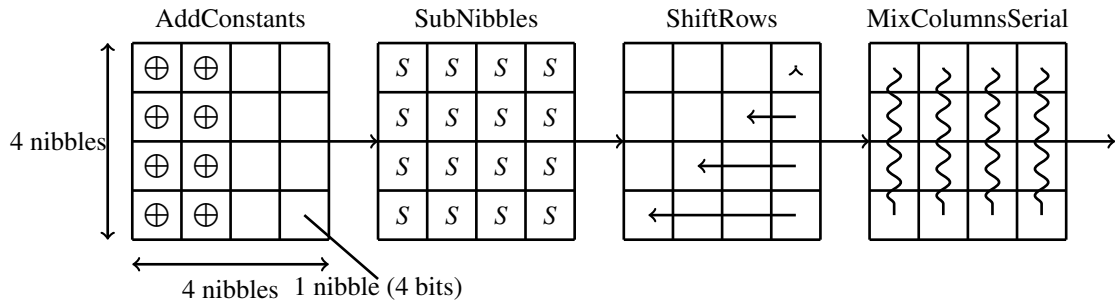 AddConstants SubNibbles ShiftRows MixColumnsSerial
⊕ ⊕ S S S S
4 nibbles ⊕ ⊕ S S S S
⊕ ⊕ S S S S
⊕ ⊕ S S S S
4 nibbles 1 nibble (4 bits)